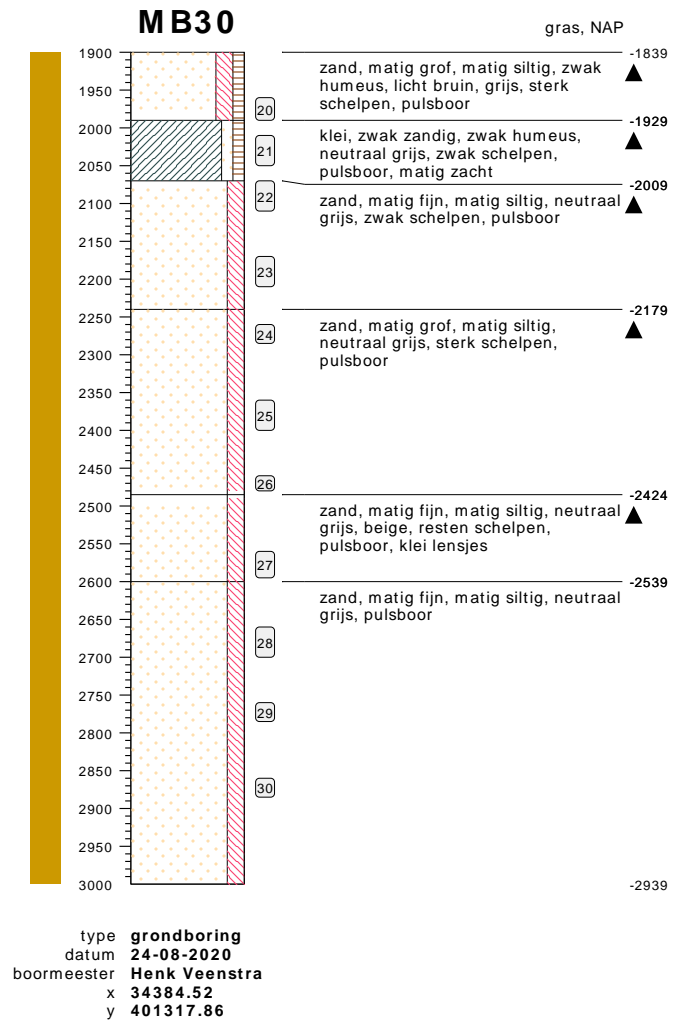 MB30
gras, NAP
1900
1950
2000
2050
2100
2150
2200
2250
2300
2350
2400
2450
2500
2550
2600
2650
2700
2750
2800
2850
2900
2950
3000
20
21
22
23
24
25
26
27
28
29
30
-1839
zand, matig grof, matig siltig, zwak
humeus, licht bruin, grijs, sterk
schelpen, pulsboor
-1929
klei, zwak zandig, zwak humeus,
neutraal grijs, zwak schelpen,
pulsboor, matig zacht
-2009
zand, matig fijn, matig siltig, neutraal
grijs, zwak schelpen, pulsboor
-2179
zand, matig grof, matig siltig,
neutraal grijs, sterk schelpen,
pulsboor
-2424
zand, matig fijn, matig siltig, neutraal
grijs, beige, resten schelpen,
pulsboor, klei lensjes
-2539
zand, matig fijn, matig siltig, neutraal
grijs, pulsboor
-2939
type grondboring
datum 24-08-2020
boormeester Henk Veenstra
x 34384.52
y 401317.86